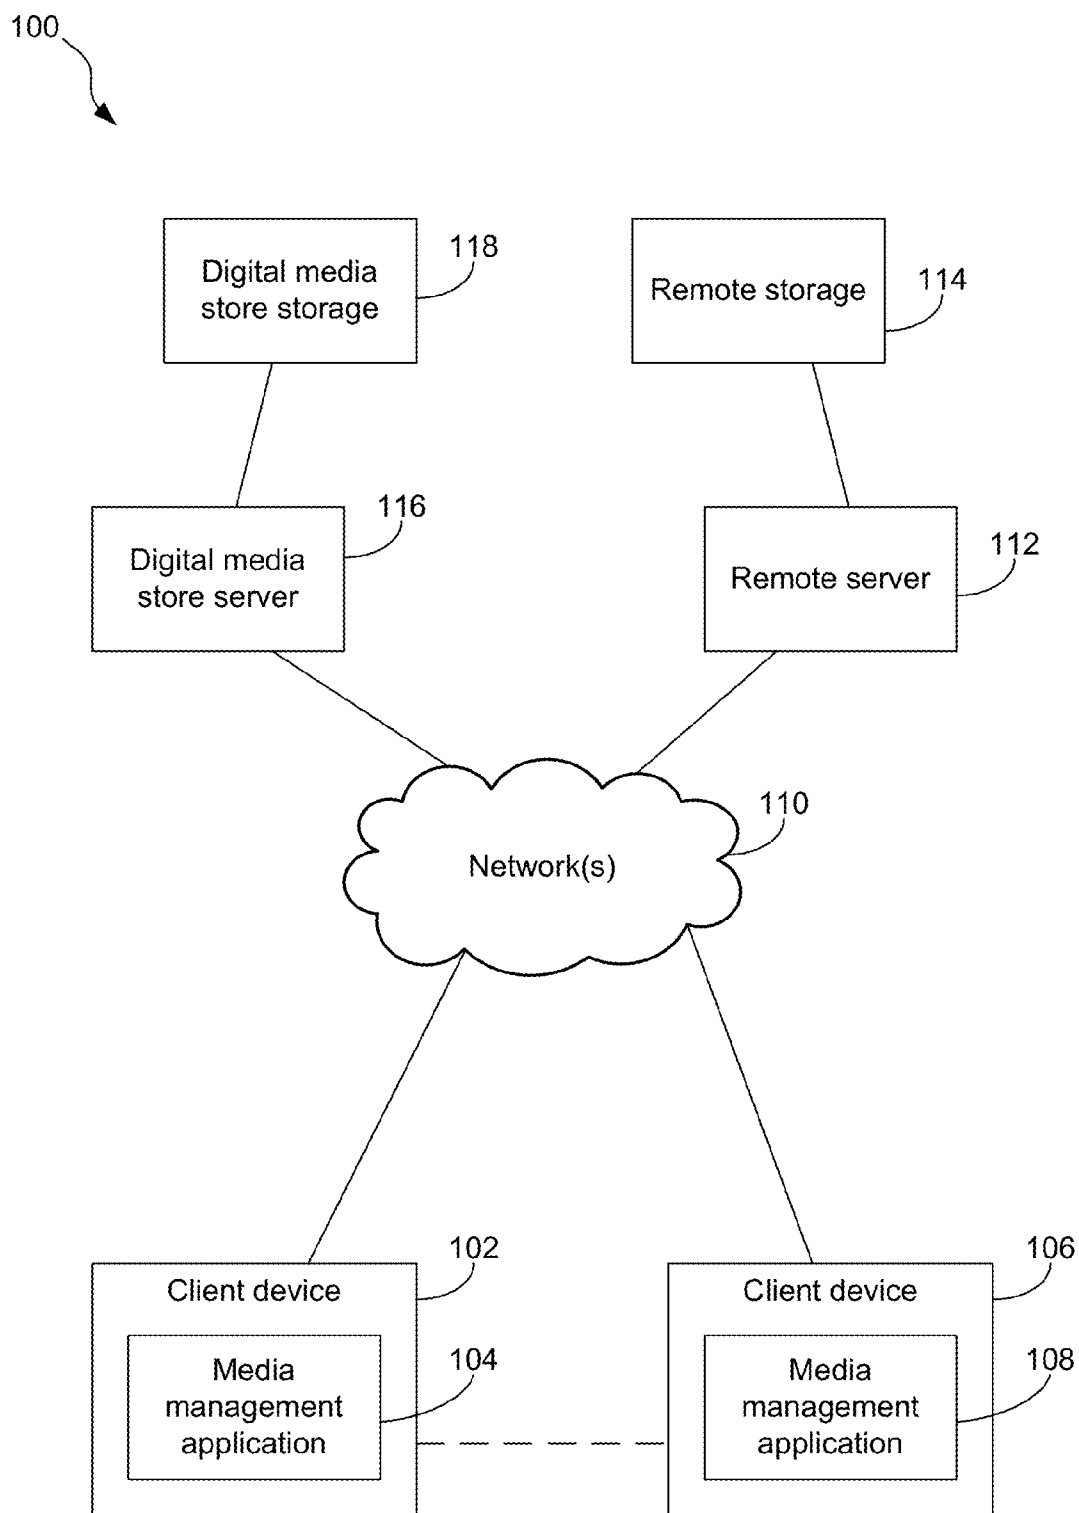 100
Digital media
store storage
118
Remote storage
114
Digital media
store server
116
Remote server
112
Network(s)
110
Client device
102
Media
management
application
104
Client device
106
Media
management
application
108